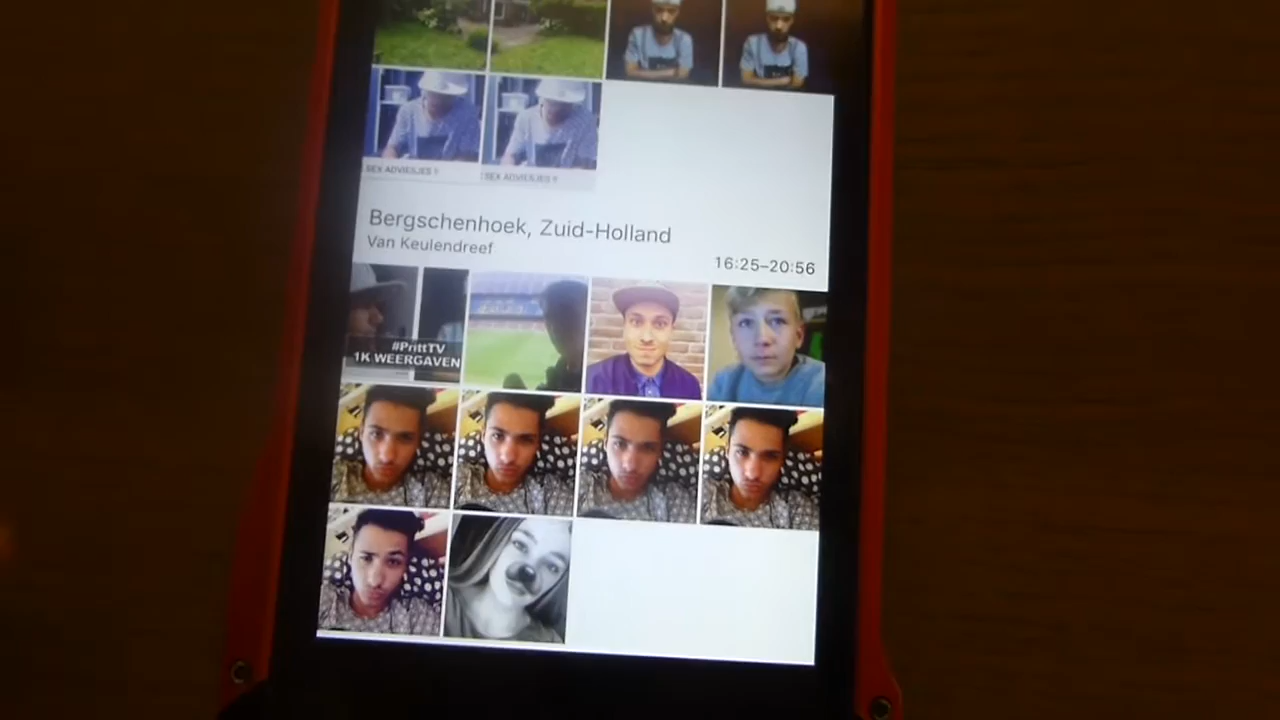 SEX ADVIESJES ?
SEX ADVIESJES ?
Bergschenhoek, Zuid-Holland
Van Keulendreef
16:25–20:56
#PrittTV
1K WEERGAVEN